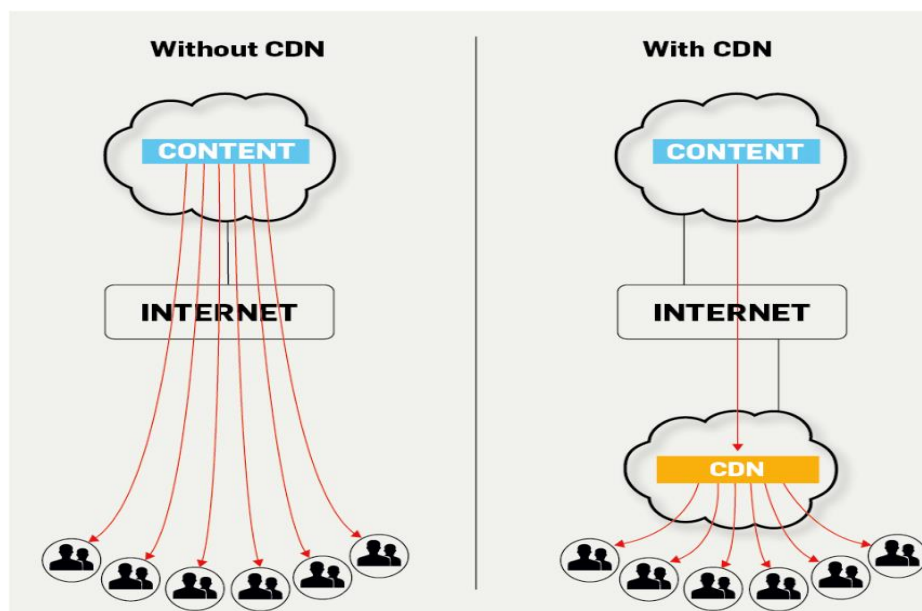 Without CDN
CONTENT
INTERNET
With CDN
CONTENT
INTERNET
CDN